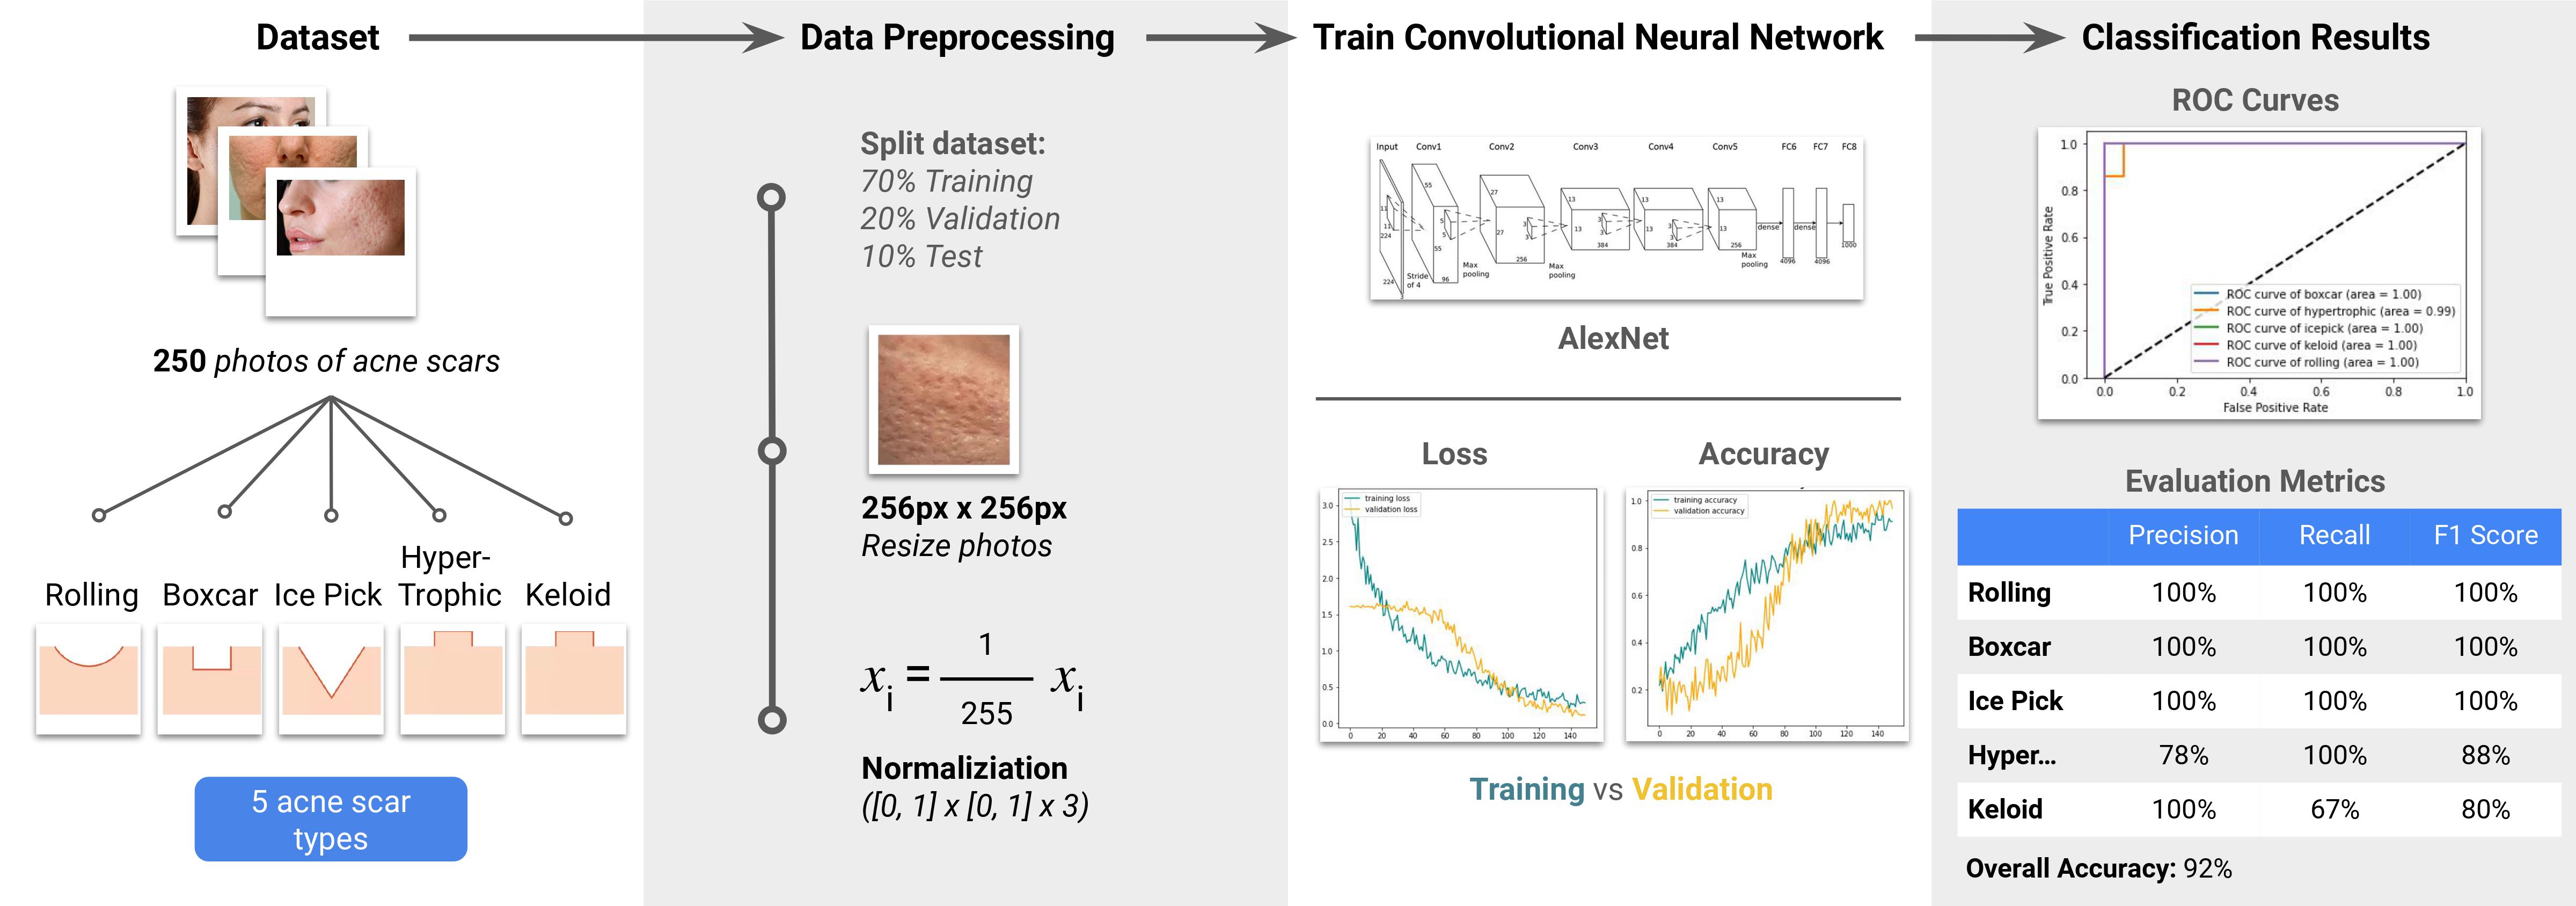 Dataset
Data Preprocessing
Train Convolutional Neural Network
Classification Results
250 photos of acne scars
Rolling
Boxcar
Ice Pick
Hyper-
Trophic
Keloid
5 acne scar
types
Split dataset:
70% Training
20% Validation
10% Test
256px x 256px
Resize photos
xi = 1
255
xi
Normaliziation
([0, 1] x [0, 1] x 3)
Input Conv1 Conv2 Conv3 Conv4 Conv5 FC6 FC7 FC8
55 27 13 13 13
11 5 3 3 3
11 5 27 3 13 3 13 3 13 dense dense
224 55 384 384 256 1000
224 Stride
of 4
96 Max
pooling
256 Max
pooling
Max
pooling
4096 4096
3
AlexNet
Loss
training loss
validation loss
3.0
2.5
2.0
1.5
1.0
0.5
0.0
0 20 40 60 80 100 120 140
Accuracy
training accuracy
validation accuracy
1.0
0.8
0.6
0.4
0.2
0 20 40 60 80 100 120 140
Training vs Validation
ROC Curves
True Positive Rate
1.0
0.8
0.6
0.4
0.2
0.0
ROC curve of boxcar (area = 1.00)
ROC curve of hypertrophic (area = 0.99)
ROC curve of icepick (area = 1.00)
ROC curve of keloid (area = 1.00)
ROC curve of rolling (area = 1.00)
0.0 0.2 0.4 0.6 0.8 1.0
False Positive Rate
Evaluation Metrics
Precision Recall F1 Score
Rolling 100% 100% 100%
Boxcar 100% 100% 100%
Ice Pick 100% 100% 100%
Hyper... 78% 100% 88%
Keloid 100% 67% 80%
Overall Accuracy: 92%